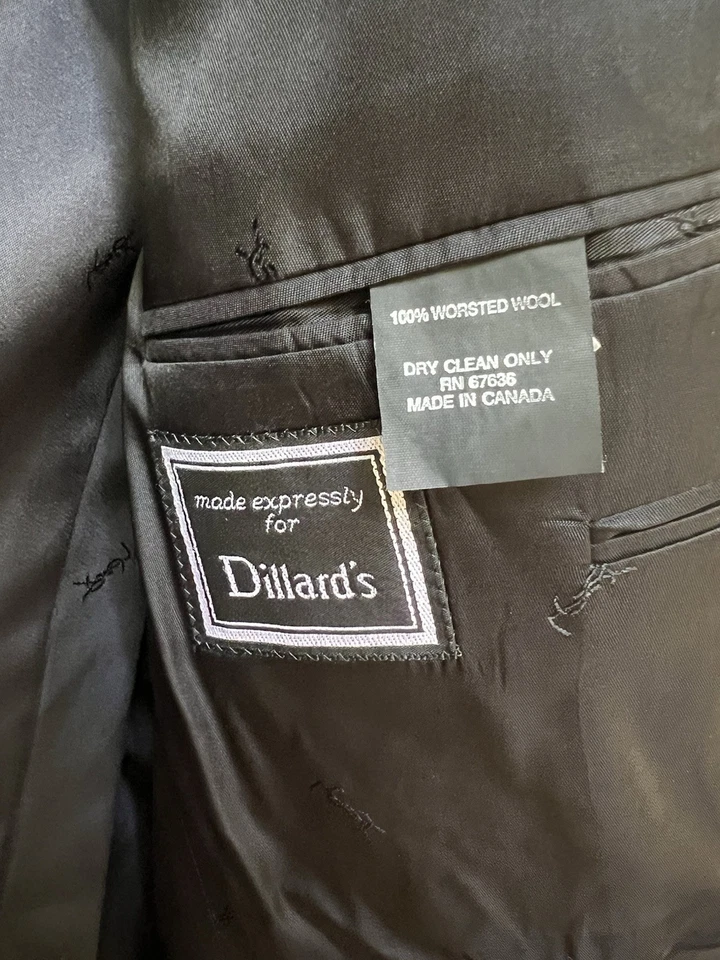 100% WORSTED WOOL
DRY CLEAN ONLY
RN 67636
MADE IN CANADA
made expressly
for
Dillard's